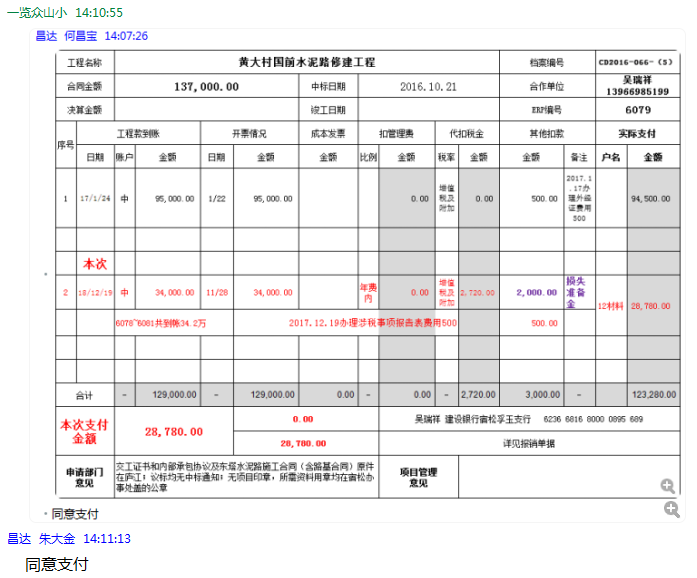 一览众山小 14:10:55
昌达 何昌宝 14:07:26
工程名称 黄大村国前水泥路修建工程 档案编号 CD2016-066-（5）
合同金额 137,000.00 中标日期 2016.10.21 合作单位 吴瑞祥 13966985199
决算金额 竣工日期 ERP编号 6079
序号 工程款到账 开票情况 成本发票 扣管理费 代扣税金 其他扣款 实际支付
日期 账户 金额 日期 金额 金额 比例 金额 税率 金额 金额 备注 户名 金额
1 17/1/24 中 95,000.00 1/22 95,000.00 0.00 增值税及附加 0.00 500.00 2017.1.17办理外经证费用500 94,500.00
本次
2 18/12/19 中 34,000.00 11/28 34,000.00 年费内 0.00 增值税及附加 2,720.00 2,000.00 损失准备金 12材料 28,780.00
6078~6081共到帐34.2万 2017.12.19办理涉税事项报告表费用500 500.00
合计 - 129,000.00 - 129,000.00 0.00 - 0.00 - 2,720.00 3,000.00 - 123,280.00
本次支付金额 28,780.00 0.00 吴瑞祥 建设银行宿松孚玉支行 6236 6816 8000 0895 689
28,780.00 详见报销单据
申请部门意见 交工证书和内部承包协议及东塔水泥路施工合同（含路基合同）原件在庐江；议标均无中标通知；无项目印章，所需资料用章均在宿松办事处盖的公章 项目管理意见
同意支付
昌达 朱大金 14:11:13
同意支付